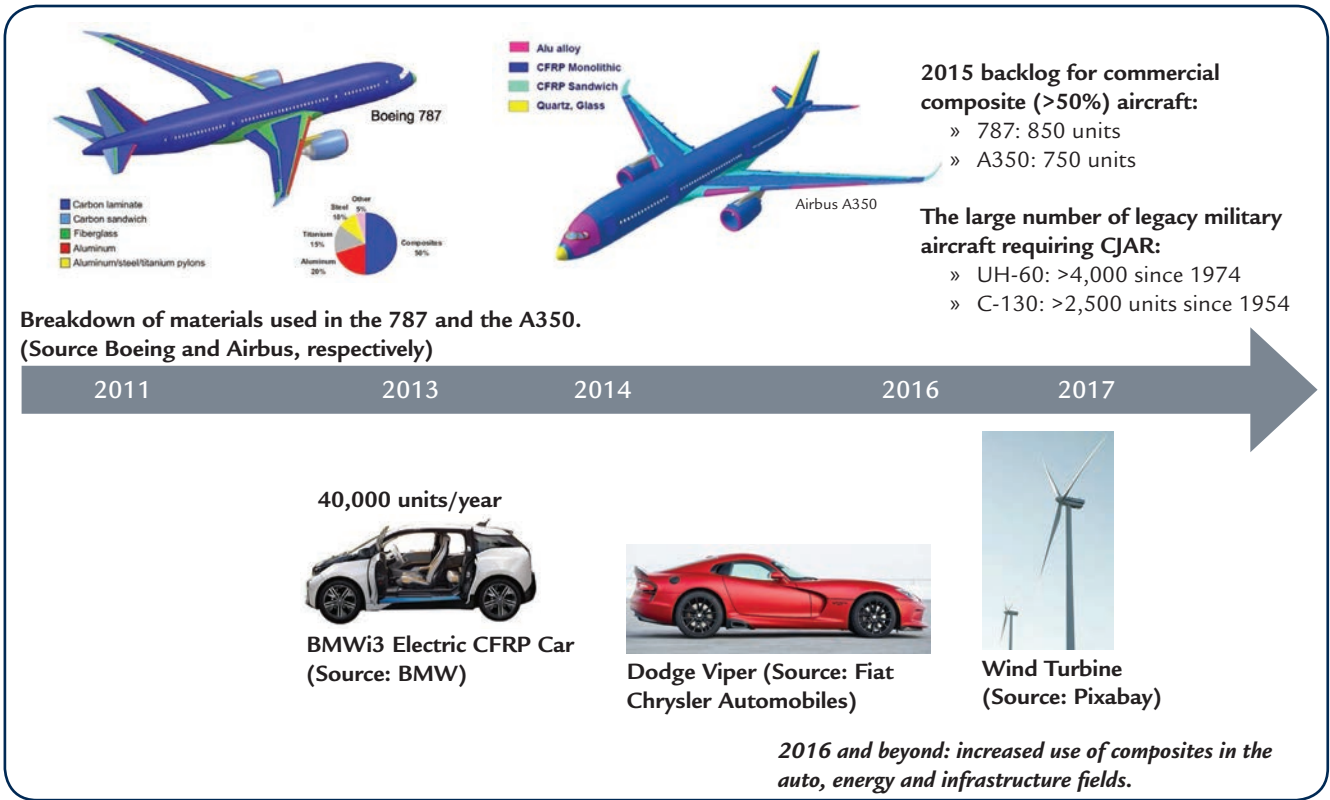 Boeing 787
Carbon laminate
Carbon sandwich
Fiberglass
Aluminum
Aluminum/steel/titanium pylons
Other
5%
Steel
10%
Titanium
15%
Aluminum
20%
Composites
50%
Alu alloy
CFRP Monolithic
CFRP Sandwich
Quartz, Glass
Airbus A350
2015 backlog for commercial
composite (>50%) aircraft:
» 787: 850 units
» A350: 750 units
The large number of legacy military
aircraft requiring CJAR:
» UH-60: >4,000 since 1974
» C-130: >2,500 units since 1954
Breakdown of materials used in the 787 and the A350.
(Source Boeing and Airbus, respectively)
2011 2013 2014 2016 2017
40,000 units/year
BMWi3 Electric CFRP Car
(Source: BMW)
Dodge Viper (Source: Fiat
Chrysler Automobiles)
Wind Turbine
(Source: Pixabay)
2016 and beyond: increased use of composites in the
auto, energy and infrastructure fields.